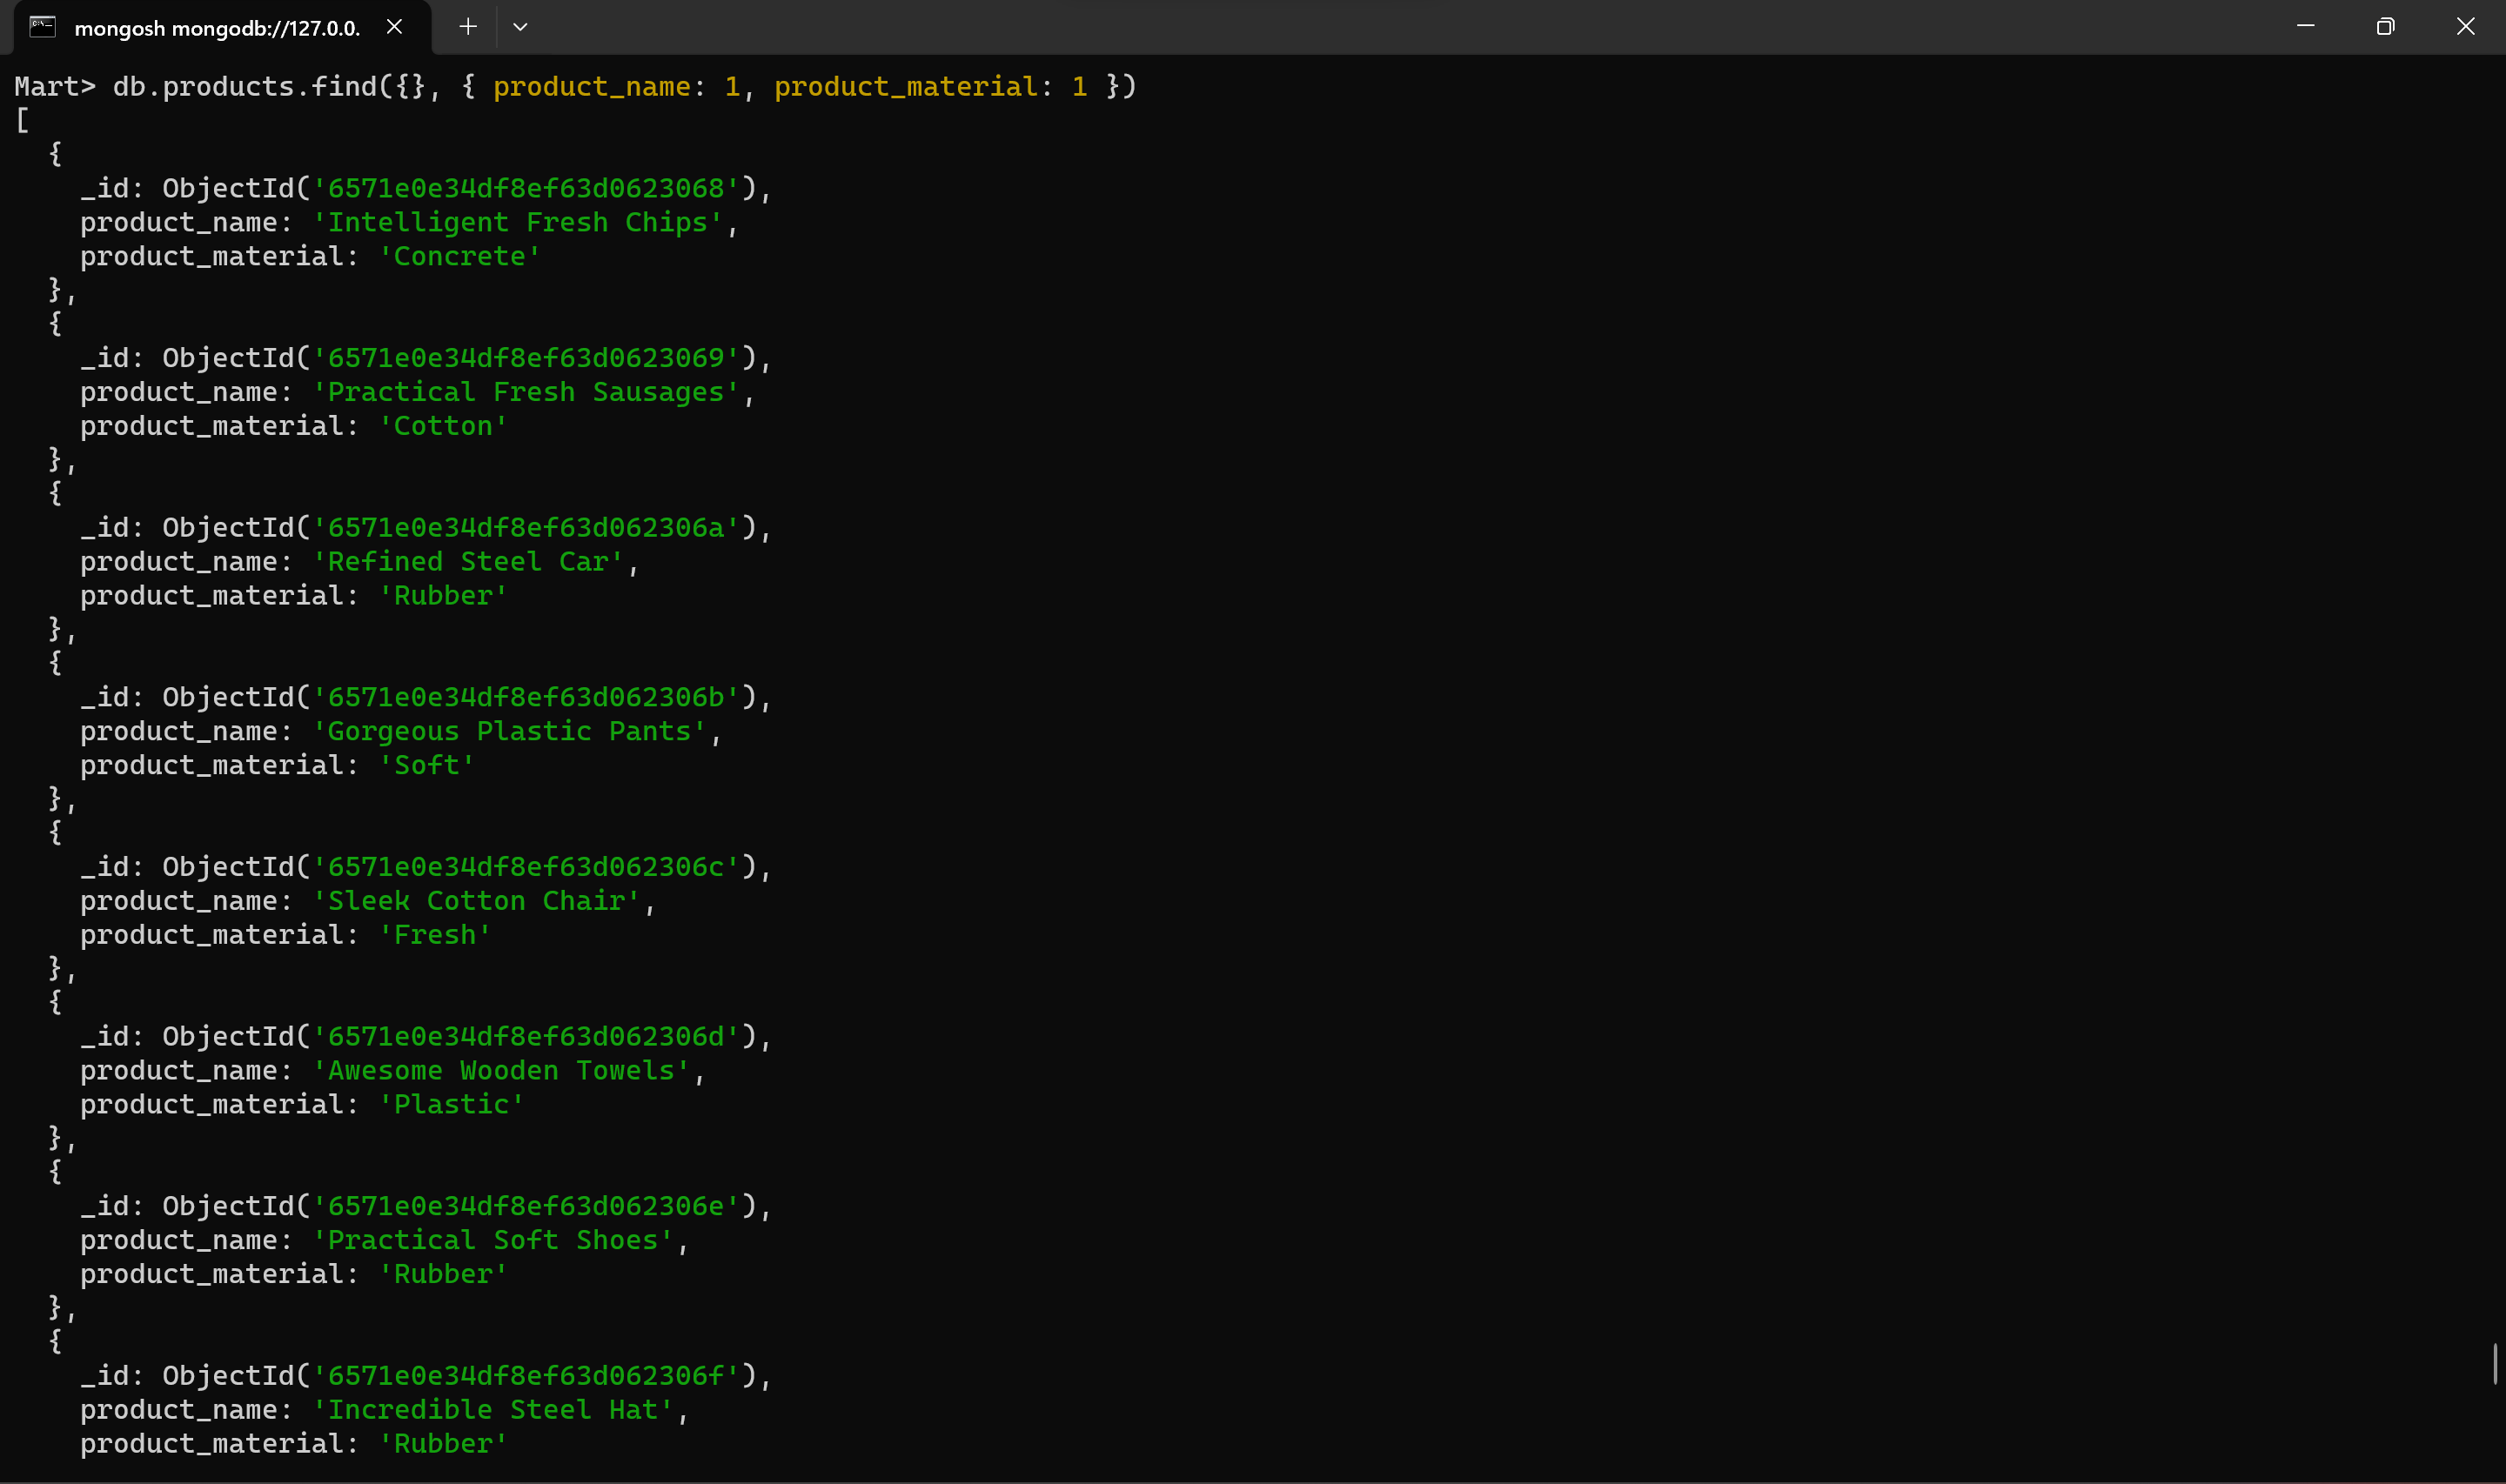 mongosh mongodb://127.0.0.
Mart> db.products.find({}, { product_name: 1, product_material: 1 })
[
  {
    _id: ObjectId('6571e0e34df8ef63d0623068'),
    product_name: 'Intelligent Fresh Chips',
    product_material: 'Concrete'
  },
  {
    _id: ObjectId('6571e0e34df8ef63d0623069'),
    product_name: 'Practical Fresh Sausages',
    product_material: 'Cotton'
  },
  {
    _id: ObjectId('6571e0e34df8ef63d062306a'),
    product_name: 'Refined Steel Car',
    product_material: 'Rubber'
  },
  {
    _id: ObjectId('6571e0e34df8ef63d062306b'),
    product_name: 'Gorgeous Plastic Pants',
    product_material: 'Soft'
  },
  {
    _id: ObjectId('6571e0e34df8ef63d062306c'),
    product_name: 'Sleek Cotton Chair',
    product_material: 'Fresh'
  },
  {
    _id: ObjectId('6571e0e34df8ef63d062306d'),
    product_name: 'Awesome Wooden Towels',
    product_material: 'Plastic'
  },
  {
    _id: ObjectId('6571e0e34df8ef63d062306e'),
    product_name: 'Practical Soft Shoes',
    product_material: 'Rubber'
  },
  {
    _id: ObjectId('6571e0e34df8ef63d062306f'),
    product_name: 'Incredible Steel Hat',
    product_material: 'Rubber'